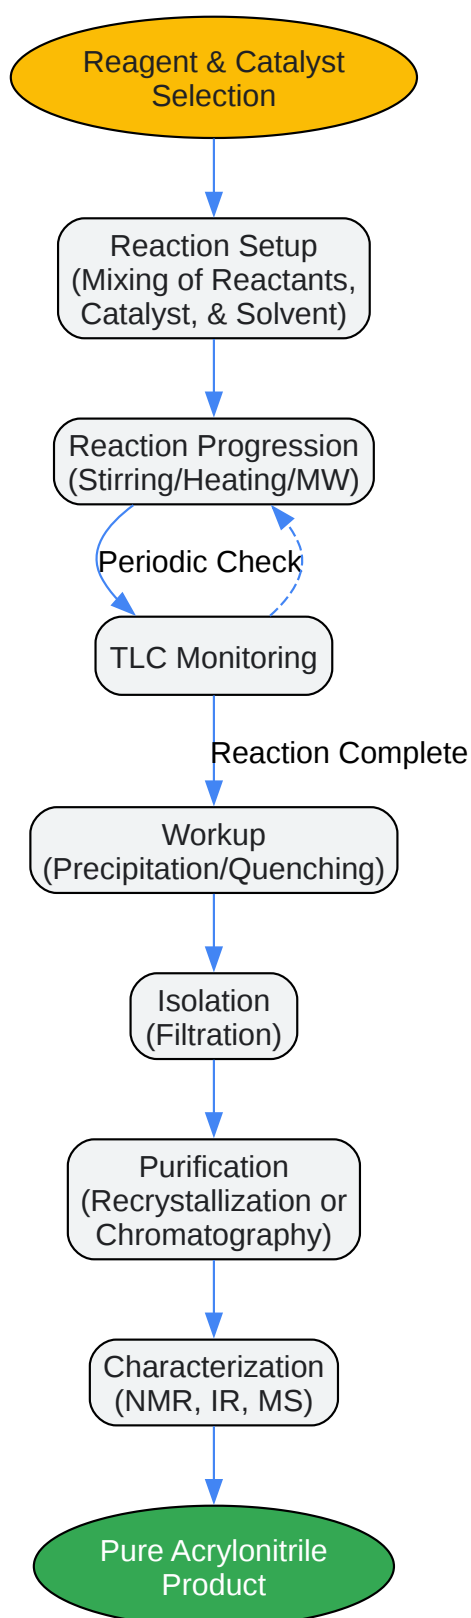 Reagent & Catalyst
Selection
Reaction Setup
(Mixing of Reactants,
Catalyst, & Solvent)
Reaction Progression
(Stirring/Heating/MW)
Periodic Check
TLC Monitoring
Reaction Complete
Workup
(Precipitation/Quenching)
Isolation
(Filtration)
Purification
(Recrystallization or
Chromatography)
Characterization
(NMR, IR, MS)
Pure Acrylonitrile
Product